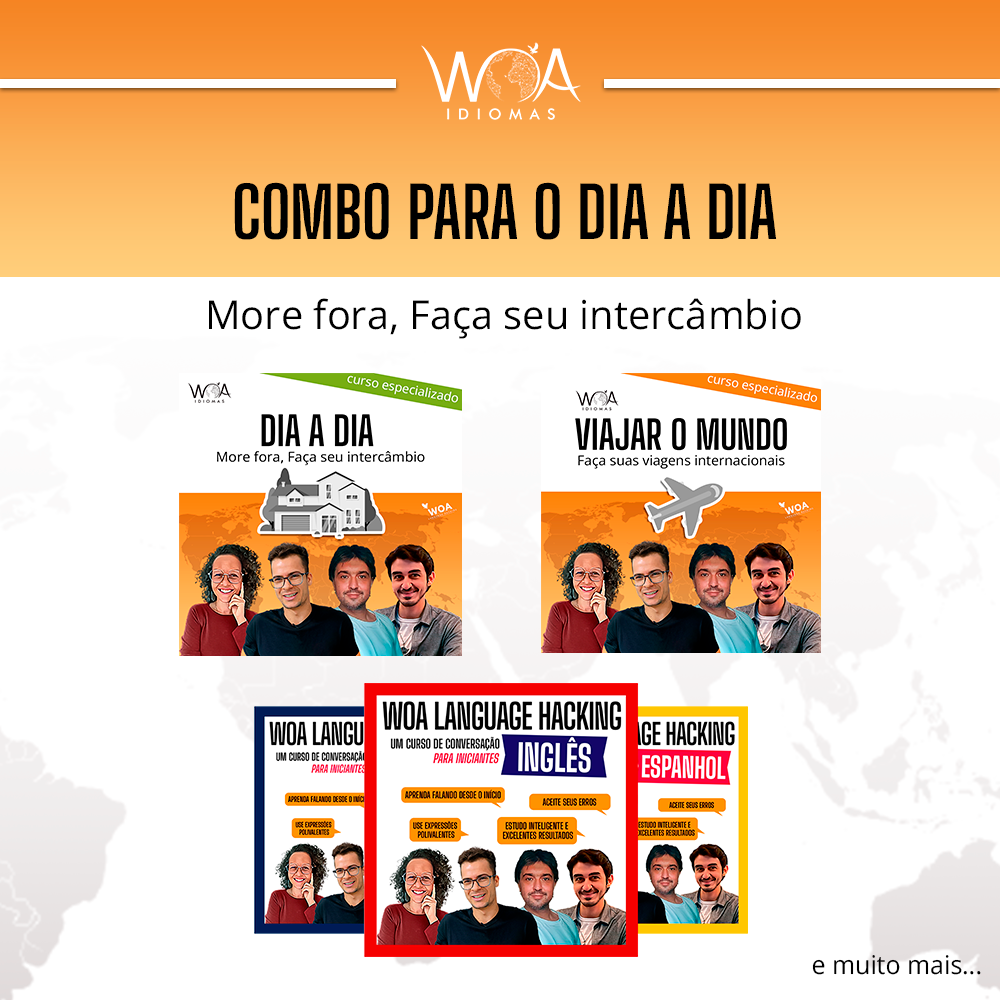 WOA
IDIOMAS
COMBO PARA O DIA A DIA
More fora, Faça seu intercâmbio
curso especializado
WOA
IDIOMAS
DIA A DIA
More fora, Faça seu intercâmbio
WOA
curso especializado
WOA
IDIOMAS
VIAJAR O MUNDO
Faça suas viagens internacionais
WOA
WOA LANGU
UM CURSO DE CONVERSAÇÃO
PARA INICIANTES
APRENDA FALANDO DESDE O INÍCIO
USE EXPRESSÕES
POLIVALENTES
WOA LANGUAGE HACKING
UM CURSO DE CONVERSAÇÃO
PARA INICIANTES
INGLÊS
APRENDA FALANDO DESDE O INÍCIO
ACEITE SEUS ERROS
USE EXPRESSÕES
POLIVALENTES
ESTUDO INTELIGENTE E
EXCELENTES RESULTADOS
AGE HACKING
ESPANHOL
ACEITE SEUS ERROS
ESTUDO INTELIGENTE E
EXCELENTES RESULTADOS
e muito mais...